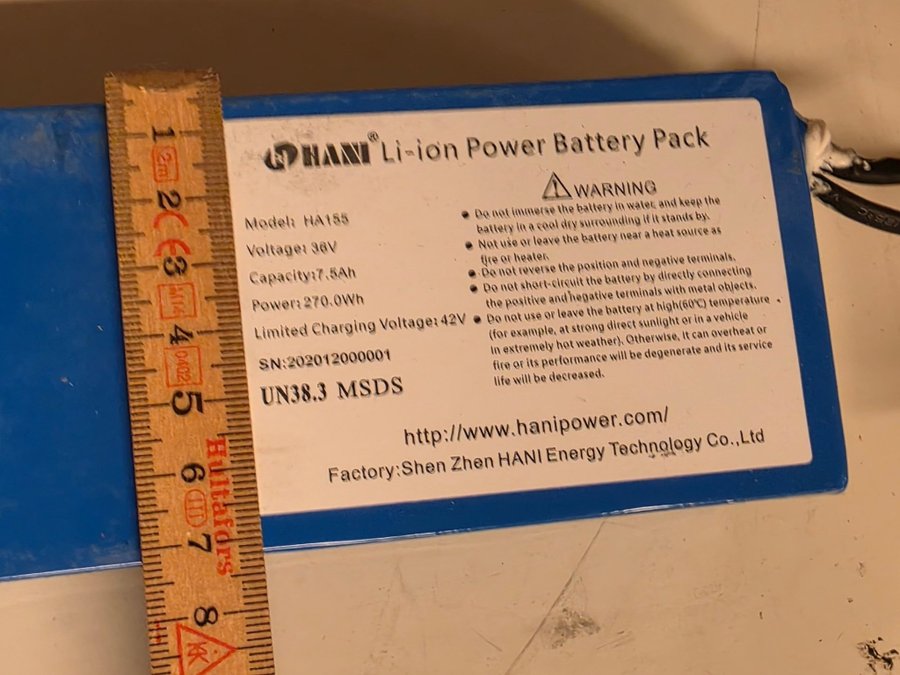 HANI® Li-ion Power Battery Pack
WARNING
Model: HA155
Voltage: 36V
Capacity:7.5Ah
Power:270.0Wh
Limited Charging Voltage: 42V
SN:202012000001
UN38.3 MSDS
Do not immerse the battery in water, and keep the
battery in a cool dry surrounding if it stands by.
Not use or leave the battery near a heat source as
fire or heater.
Do not reverse the position and negative terminals.
Do not short-circuit the battery by directly connecting
the positive and negative terminals with metal objects.
Do not use or leave the battery at high(60℃) temperature
(for example, at strong direct sunlight or in a vehicle
in extremely hot weather). Otherwise, it can overheat or
fire or its performance will be degenerate and its service
life will be decreased.
http://www.hanipower.com/
Factory:Shen Zhen HANI Energy Technology Co.,Ltd
1
2m
2
CE
3
4
0402
5
6
III
7
8
Hultafors